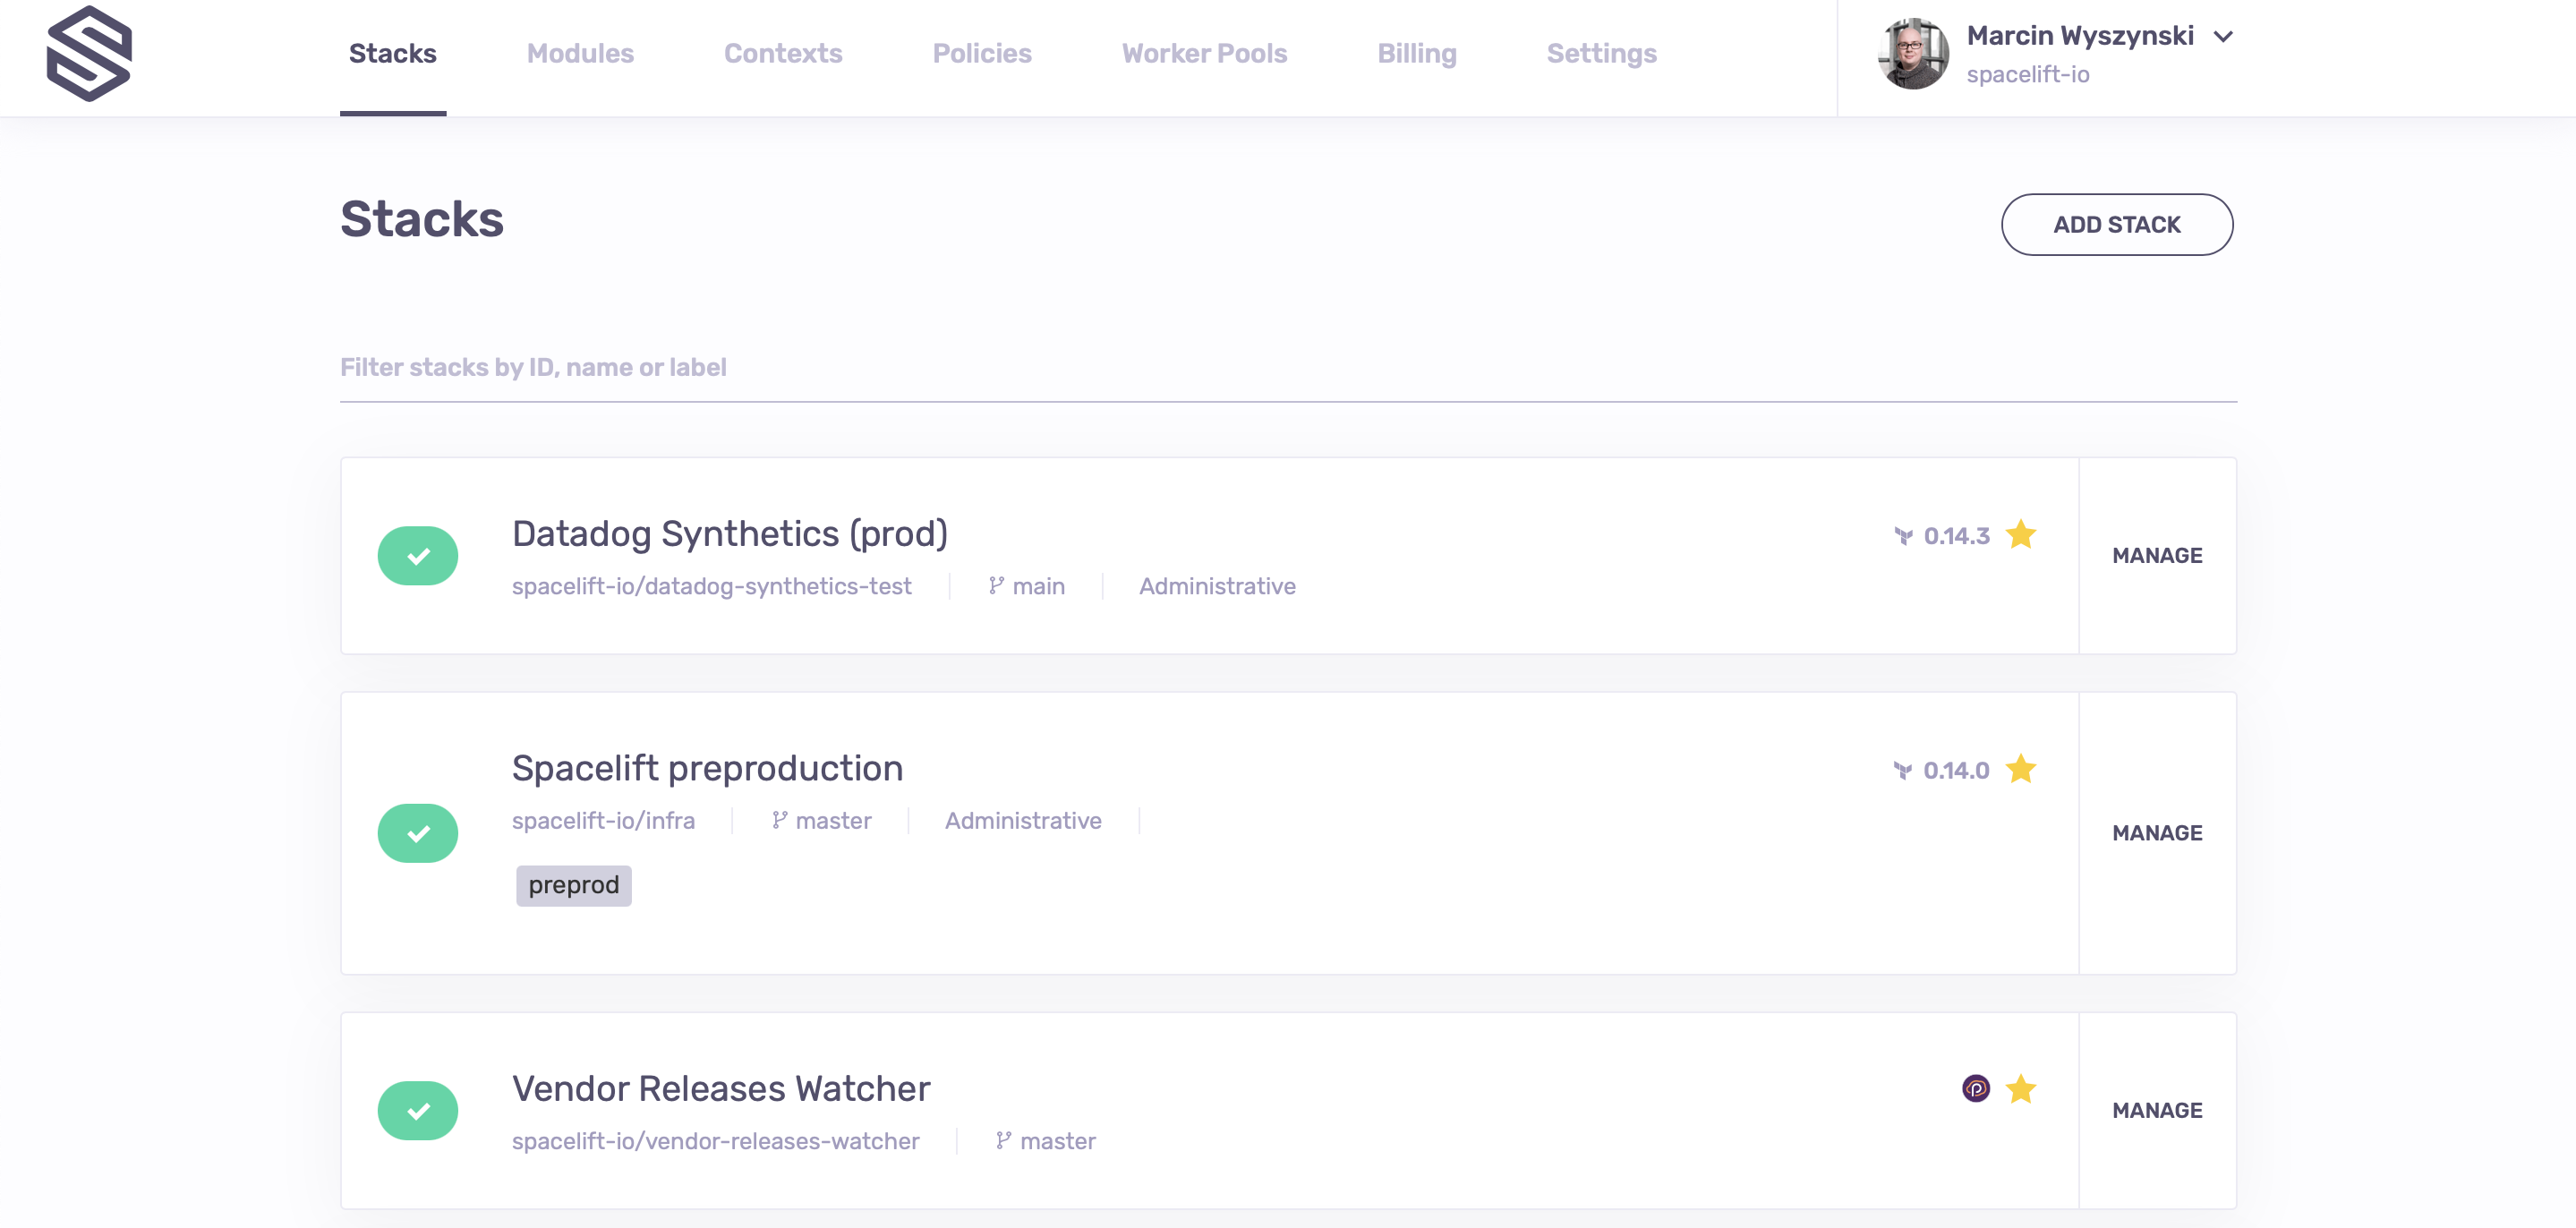 Stacks Modules Contexts Policies Worker Pools Billing Settings
Marcin Wyszynski
spacelift-io
Stacks
ADD STACK
Filter stacks by ID, name or label
Datadog Synthetics (prod)
0.14.3
spacelift-io/datadog-synthetics-test main Administrative
MANAGE
Spacelift preproduction
0.14.0
spacelift-io/infra master Administrative
preprod
MANAGE
Vendor Releases Watcher
spacelift-io/vendor-releases-watcher master
MANAGE